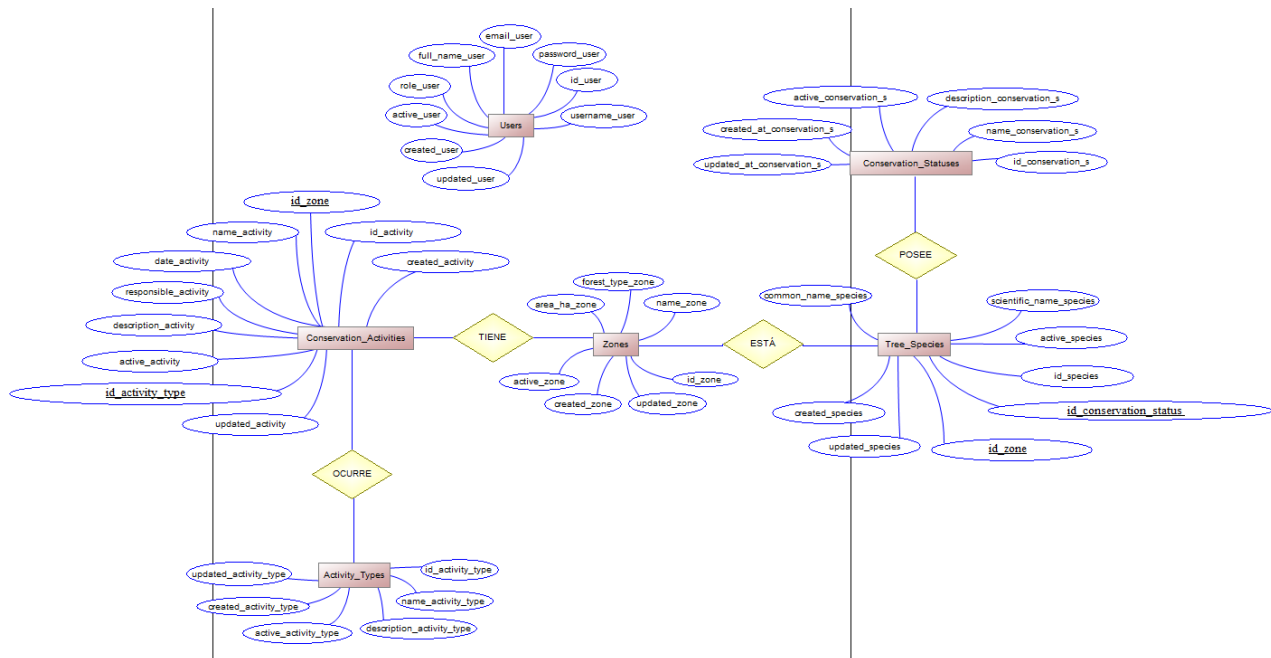 email_user
full_name_user
password_user
role_user
id_user
active_user
username_user
Users
created_user
updated_user
active_conservation_s
description_conservation_s
created_at_conservation_s
name_conservation_s
updated_at_conservation_s
Conservation_Statuses
id_conservation_s
id_zone
name_activity
id_activity
date_activity
created_activity
responsible_activity
description_activity
Conservation_Activities
active_activity
id_activity_type
updated_activity
TIENE
forest_type_zone
area_ha_zone
name_zone
Zones
active_zone
id_zone
created_zone
updated_zone
ESTÁ
POSEE
common_name_species
scientific_name_species
Tree_Species
active_species
id_species
created_species
id_conservation_status
updated_species
id_zone
OCURRE
updated_activity_type
Activity_Types
id_activity_type
created_activity_type
name_activity_type
active_activity_type
description_activity_type